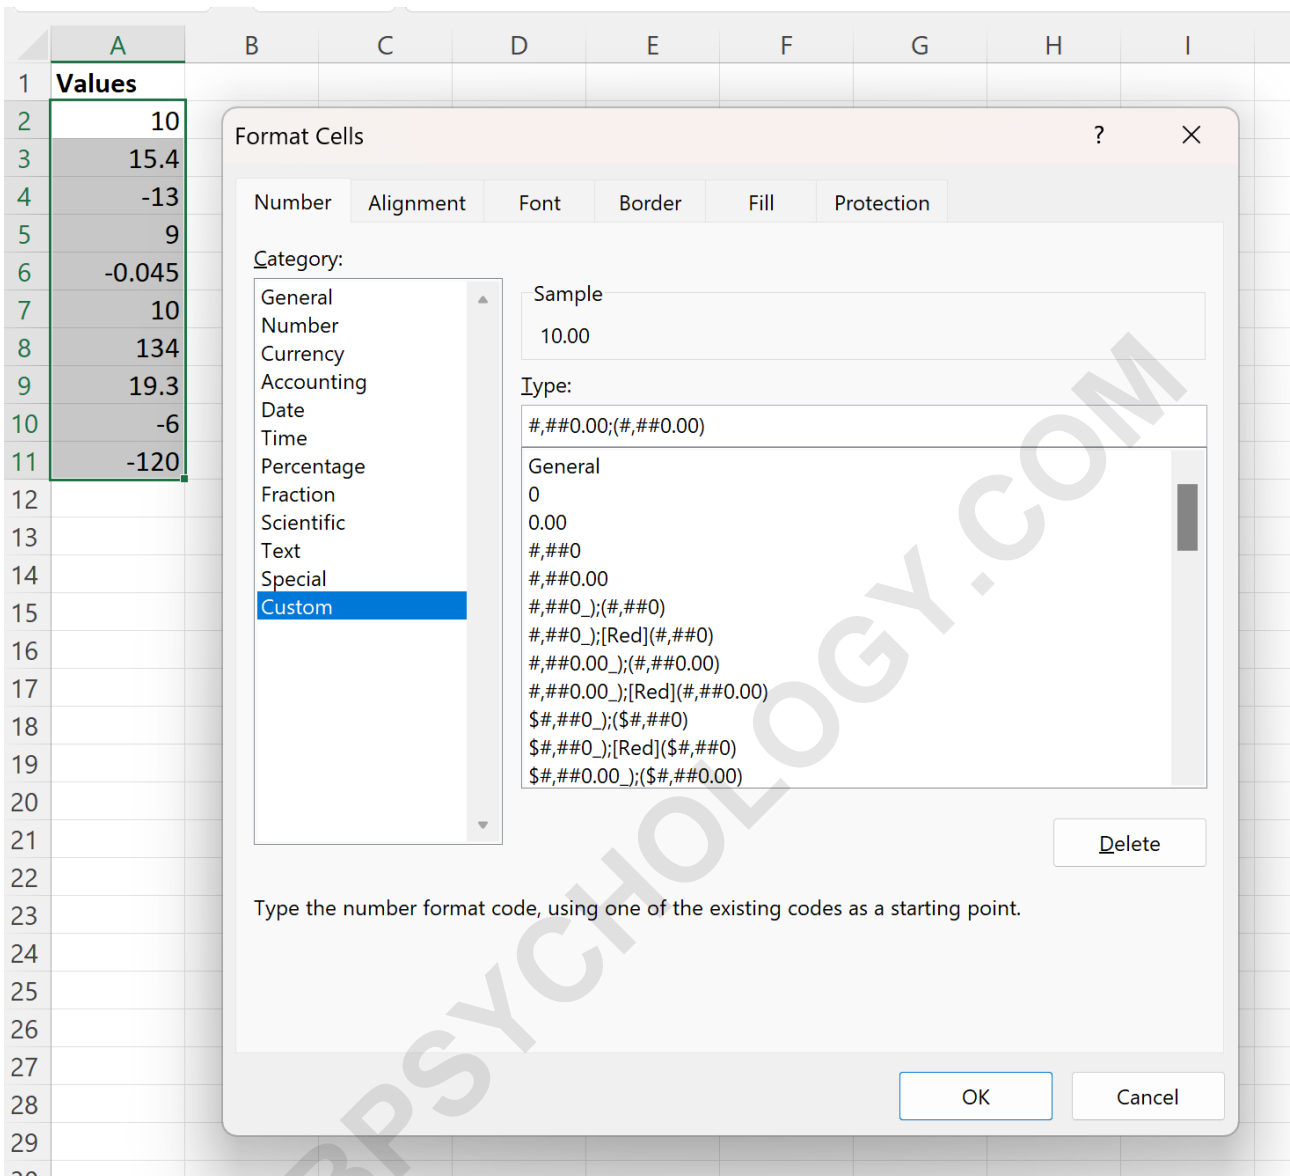 A B C D E F G H I
1 Values
2 10
3 15.4
4 -13
5 9
6 -0.045
7 10
8 134
9 19.3
10 -6
11 -120
12
13
14
15
16
17
18
19
20
21
22
23
24
25
26
27
28
29
Format Cells ?
Number Alignment Font Border Fill Protection
Category:
General
Number
Currency
Accounting
Date
Time
Percentage
Fraction
Scientific
Text
Special
Custom
Sample
10.00
Type:
#,##0.00;(#,##0.00)
General
0
0.00
#,##0
#,##0.00
#,##0_);(#,##0)
#,##0_);[Red](#,##0)
#,##0.00_);(#,##0.00)
#,##0.00_);[Red](#,##0.00)
$#,##0_);($#,##0)
$#,##0_);[Red]($#,##0)
$#,##0.00_);($#,##0.00)
Delete
Type the number format code, using one of the existing codes as a starting point.
OK Cancel
BPSYCHOLOGY.COM